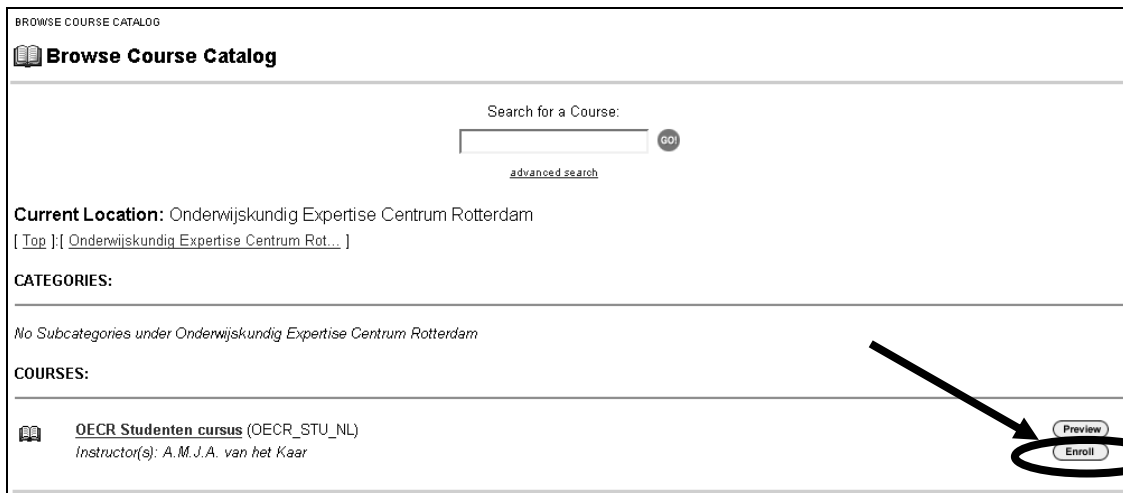 BROWSE COURSE CATALOG
Browse Course Catalog
Search for a Course:
GO!
advanced search
Current Location: Onderwijskundig Expertise Centrum Rotterdam
[ Top ]:[ Onderwijskundig Expertise Centrum Rot... ]
CATEGORIES:
No Subcategories under Onderwijskundig Expertise Centrum Rotterdam
COURSES:
OECR Studenten cursus (OECR_STU_NL)
Preview
Instructor(s): A.M.J.A. van het Kaar
Enroll